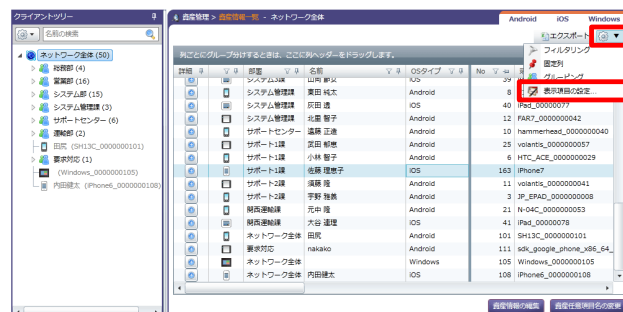 クライアントツリー
名前の検索
ネットワーク全体 (50)
総務部 (4)
営業部 (16)
システム部 (15)
システム管理課 (3)
サポートセンター (6)
運輸部 (2)
田尻 (SH13C_0000000101)
要求対応 (1)
(Windows_0000000105)
内田健太 (iPhone6_0000000108)
資産管理 > 資産情報一覧 - ネットワーク全体
Android iOS Windows
エクスポート
フィルタリング
固定列
グルーピング
表示項目の設定...
列ごとにグループ分けするときは、ここに列ヘッダーをドラッグします。
詳細 部署 名前 OSタイプ No
システム管理課 Android 8
システム管理課 灰田 透 iOS 40 iPad_00000077
システム管理課 北里 智子 Android 12 FAR7_0000000042
サポートセンター 遠藤 正造 Android 10 hammerhead_0000000040
サポート1課 Android 25 volantis_0000000057
サポート1課 小林 智子 Android 6 HTC_ACE_0000000029
サポート1課 佐藤 理恵子 iOS 163 iPhone7
サポート2課 須藤 隆 Android 11 volantis_0000000041
サポート2課 宇野 雅義 Android 3 JP_EPAD_0000000008
関西運輸課 元中 隆 Android 21 N-04C_0000000053
関西運輸課 大谷 連理 iOS 41 iPad_00000078
ネットワーク全体 田尻 Android 101 SH13C_0000000101
要求対応 nakako Android 111 sdk_google_phone_x86_64_
ネットワーク全体 Windows 105 Windows_0000000105
ネットワーク全体 内田健太 iOS 108 iPhone6_0000000108
資産情報の編集 資産任意項目名の変更